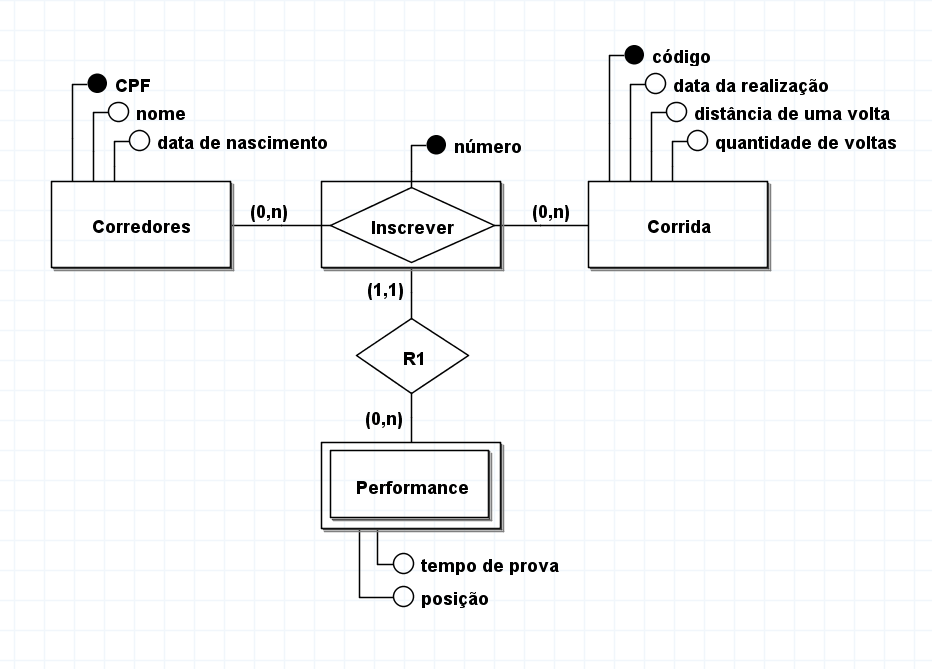 CPF
nome
data de nascimento
Corredores
(0,n)
número
Inscrever
(0,n)
código
data da realização
distância de uma volta
quantidade de voltas
Corrida
(1,1)
R1
(0,n)
Performance
tempo de prova
posição